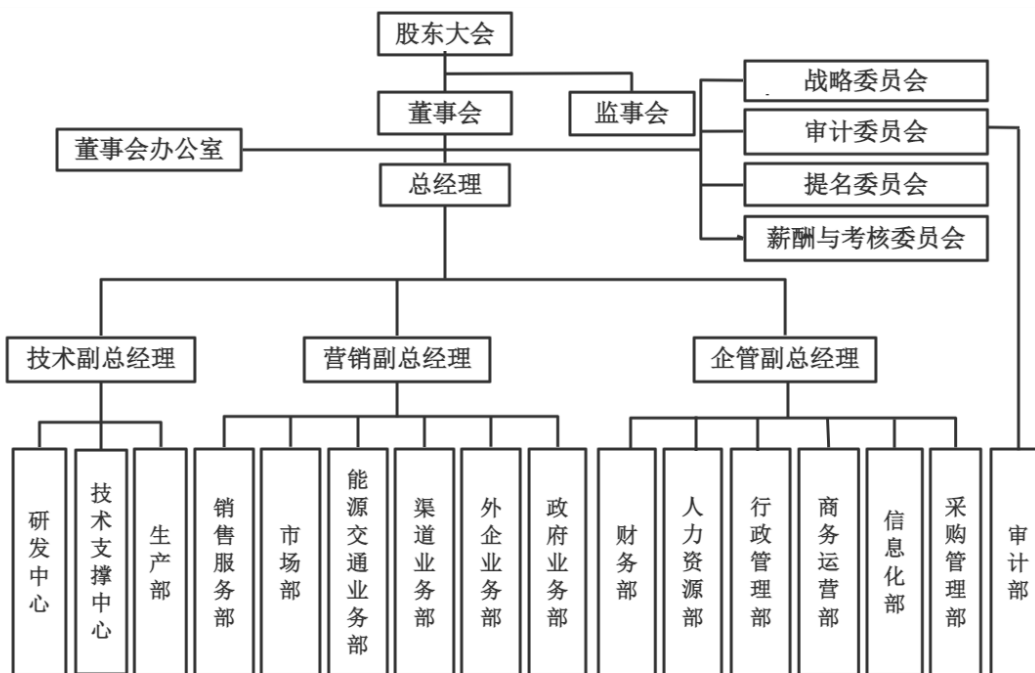 股东大会
董事会
监事会
战略委员会
审计委员会
董事会办公室
总经理
提名委员会
薪酬与考核委员会
技术副总经理
营销副总经理
企管副总经理
研发中心
技术支撑中心
生产部
销售服务部
市场部
能源交通业务部
渠道业务部
外企业务部
政府业务部
财务部
人力资源部
行政管理部
商务运营部
信息化部
采购管理部
审计部